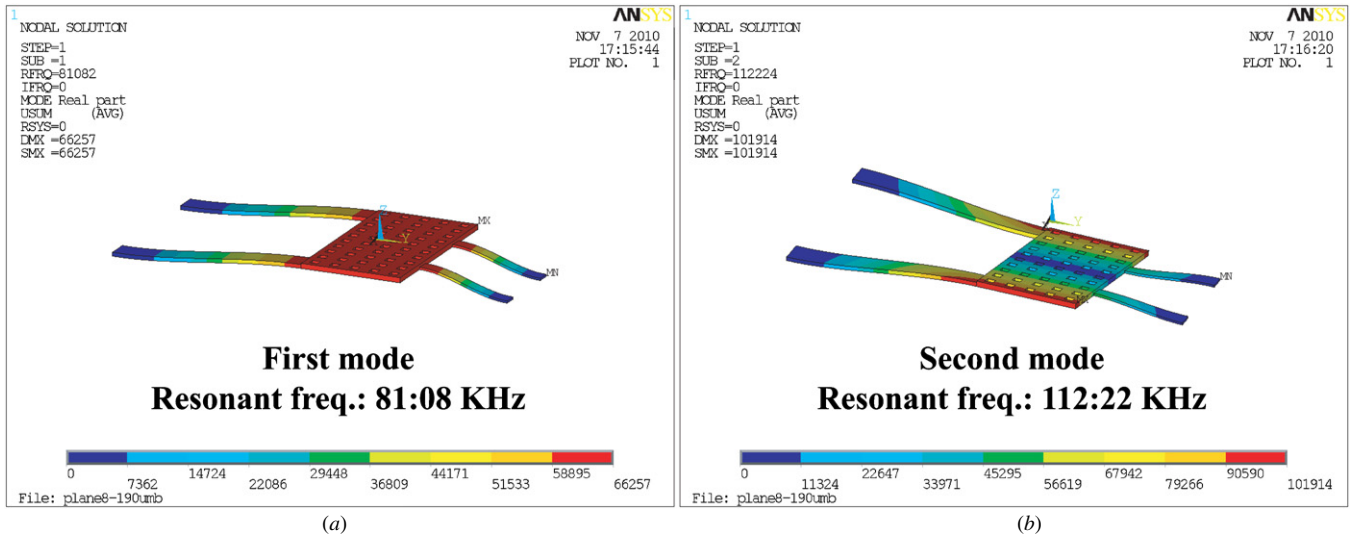 1
ANSYS
NODAL SOLUTION
NOV 7 2010
17:15:44
PLOT NO. 1
STEP=1
SUB =1
RFRQ=81082
IFRQ=0
MODE Real part
USUM (AVG)
RSYS=0
DMX =66257
SMX =66257
Z
Y
MX
MN
First mode
Resonant freq.: 81:08 KHz
0 14724 29448 44171 58895
7362 22086 36809 51533 66257
File: plane8-190umb
(a)
1
ANSYS
NODAL SOLUTION
NOV 7 2010
17:16:20
PLOT NO. 1
STEP=1
SUB =2
RFRQ=112224
IFRQ=0
MODE Real part
USUM (AVG)
RSYS=0
DMX =101914
SMX =101914
Z
Y
MN
Second mode
Resonant freq.: 112:22 KHz
0 22647 45295 67942 90590
11324 33971 56619 79266 101914
File: plane8-190umb
(b)